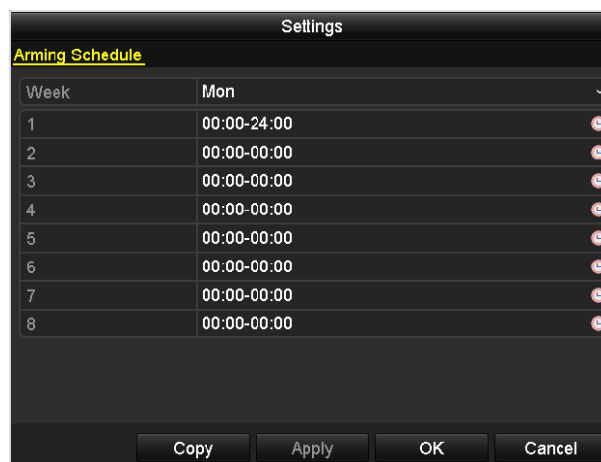 Settings
Arming Schedule
Week Mon
1 00:00-24:00
2 00:00-00:00
3 00:00-00:00
4 00:00-00:00
5 00:00-00:00
6 00:00-00:00
7 00:00-00:00
8 00:00-00:00
Copy Apply OK Cancel